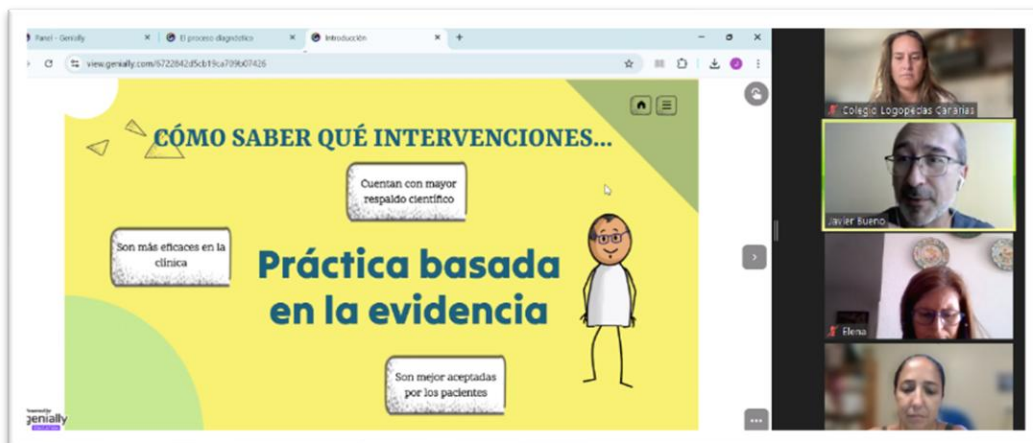 Panel - Genially
El proceso diagnóstico
Introducción
view.genially.com/6722842d5cb19ca709b07426
CÓMO SABER QUÉ INTERVENCIONES...
Cuentan con mayor
respaldo científico
Son más eficaces en la
clínica
Práctica basada
en la evidencia
Son mejor aceptadas
por los pacientes
genially
Colegio Logopedas Canarias
Javier Bueno
Elena